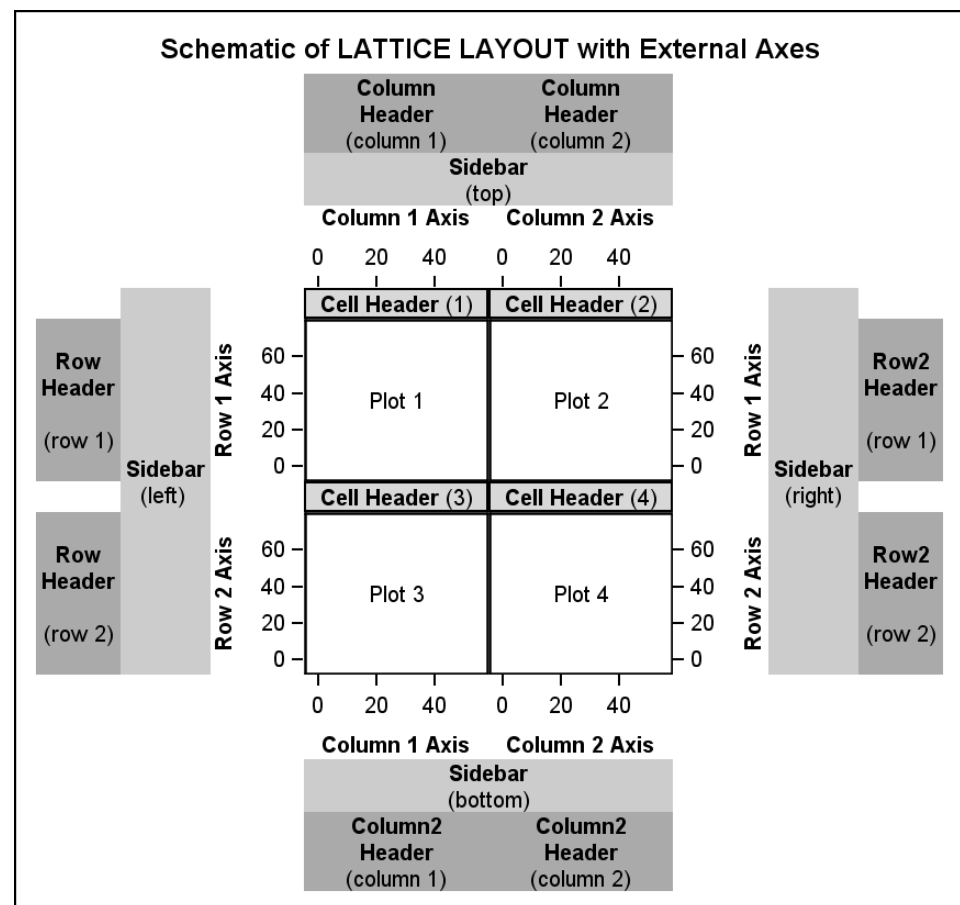 Schematic of LATTICE LAYOUT with External Axes
Column Header (column 1)
Column Header (column 2)
Sidebar (top)
Column 1 Axis
Column 2 Axis
0 20 40
0 20 40
Row Header (row 1)
Row Header (row 2)
Sidebar (left)
Row 1 Axis
60
40
20
0
Row 2 Axis
60
40
20
0
Cell Header (1)
Cell Header (2)
Plot 1
Plot 2
Cell Header (3)
Cell Header (4)
Plot 3
Plot 4
60
40
20
0
Row 1 Axis
60
40
20
0
Row 2 Axis
Sidebar (right)
Row2 Header (row 1)
Row2 Header (row 2)
0 20 40
0 20 40
Column 1 Axis
Column 2 Axis
Sidebar (bottom)
Column2 Header (column 1)
Column2 Header (column 2)